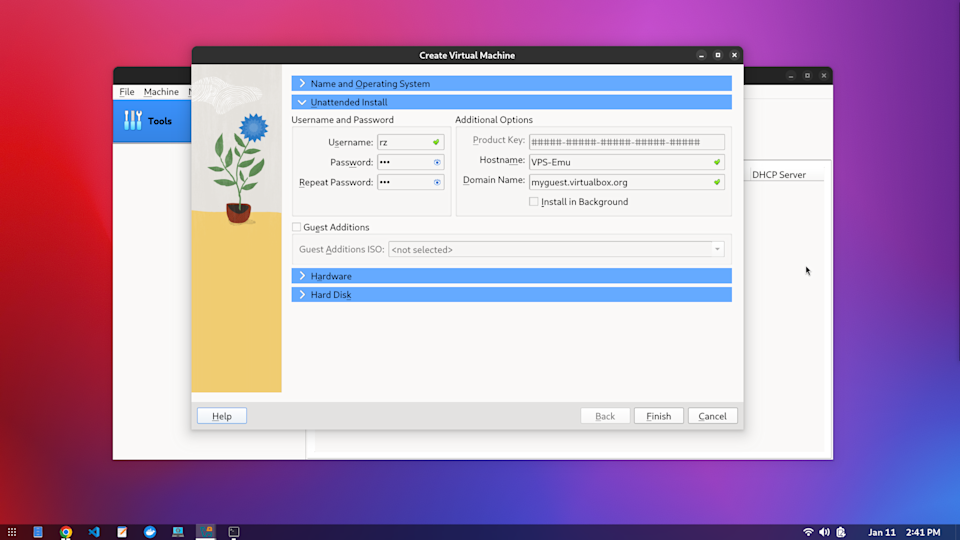 Create Virtual Machine
File Machine
Tools
Name and Operating System
Unattended Install
Username and Password
Username: rz
Password: •••
Repeat Password: •••
Additional Options
Product Key: #####-#####-#####-#####-#####
Hostname: VPS-Emu
Domain Name: myguest.virtualbox.org
Install in Background
Guest Additions
Guest Additions ISO: <not selected>
Hardware
Hard Disk
DHCP Server
Help
Back Finish Cancel
Jan 11 2:41 PM